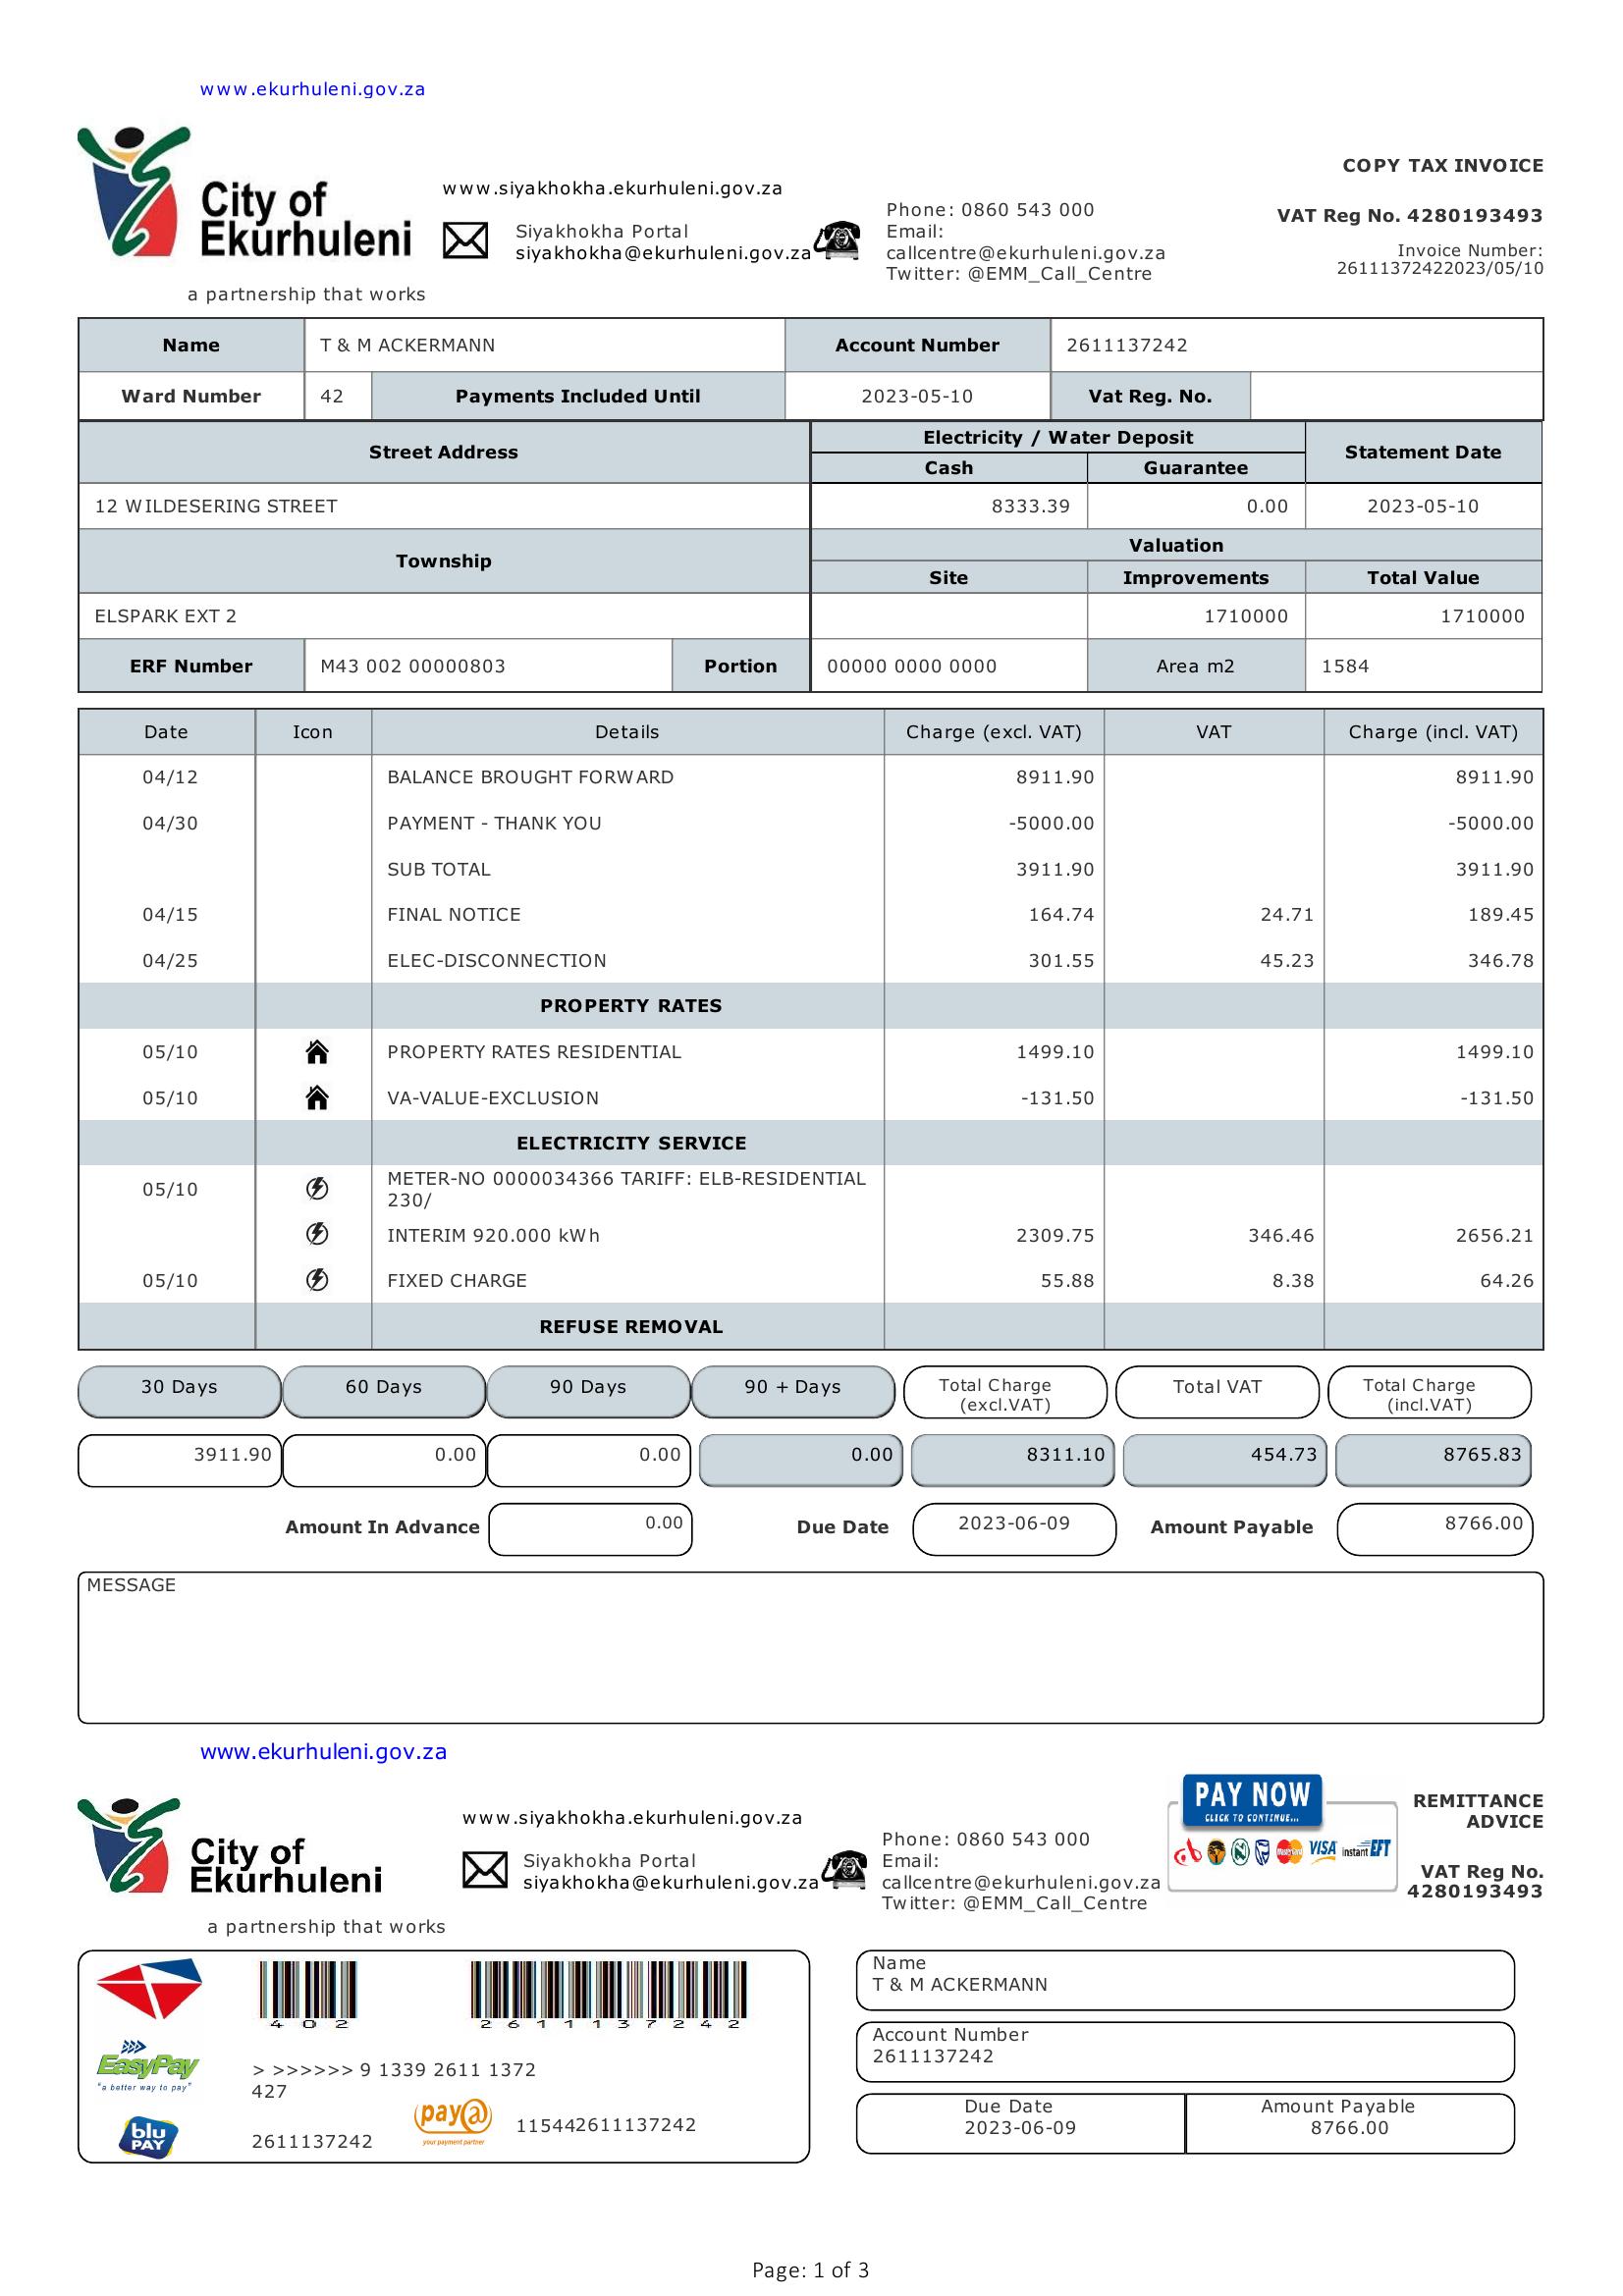 www.ekurhuleni.gov.za
City of
Ekurhuleni
a partnership that works
www.siyakhokha.ekurhuleni.gov.za
Siyakhokha Portal
siyakhokha@ekurhuleni.gov.za
Phone: 0860 543 000
Email:
callcentre@ekurhuleni.gov.za
Twitter: @EMM_Call_Centre
COPY TAX INVOICE
VAT Reg No. 4280193493
Invoice Number:
26111372422023/05/10
Name T & M ACKERMANN Account Number 2611137242
Ward Number 42 Payments Included Until 2023-05-10 Vat Reg. No.
Street Address Electricity / Water Deposit Statement Date
Cash Guarantee
12 WILDESERING STREET 8333.39 0.00 2023-05-10
Township Valuation
Site Improvements Total Value
ELSPARK EXT 2 1710000 1710000
ERF Number M43 002 00000803 Portion 00000 0000 0000 Area m2 1584
Date Icon Details Charge (excl. VAT) VAT Charge (incl. VAT)
04/12 BALANCE BROUGHT FORWARD 8911.90 8911.90
04/30 PAYMENT - THANK YOU -5000.00 -5000.00
SUB TOTAL 3911.90 3911.90
04/15 FINAL NOTICE 164.74 24.71 189.45
04/25 ELEC-DISCONNECTION 301.55 45.23 346.78
PROPERTY RATES
05/10 PROPERTY RATES RESIDENTIAL 1499.10 1499.10
05/10 VA-VALUE-EXCLUSION -131.50 -131.50
ELECTRICITY SERVICE
05/10 METER-NO 0000034366 TARIFF: ELB-RESIDENTIAL
230/
INTERIM 920.000 kWh 2309.75 346.46 2656.21
05/10 FIXED CHARGE 55.88 8.38 64.26
REFUSE REMOVAL
30 Days 60 Days 90 Days 90 + Days Total Charge (excl.VAT) Total VAT Total Charge (incl.VAT)
3911.90 0.00 0.00 0.00 8311.10 454.73 8765.83
Amount In Advance 0.00 Due Date 2023-06-09 Amount Payable 8766.00
MESSAGE
www.ekurhuleni.gov.za
City of
Ekurhuleni
a partnership that works
www.siyakhokha.ekurhuleni.gov.za
Siyakhokha Portal
siyakhokha@ekurhuleni.gov.za
Phone: 0860 543 000
Email:
callcentre@ekurhuleni.gov.za
Twitter: @EMM_Call_Centre
PAY NOW
CLICK TO CONTINUE...
MasterCard VISA instant EFT
REMITTANCE
ADVICE
VAT Reg No.
4280193493
402 2611137242
EasyPay
"a better way to pay"
> >>>>>> 9 1339 2611 1372
427
blu
PAY
2611137242
pay@
your payment partner
115442611137242
Name
T & M ACKERMANN
Account Number
2611137242
Due Date Amount Payable
2023-06-09 8766.00
Page: 1 of 3